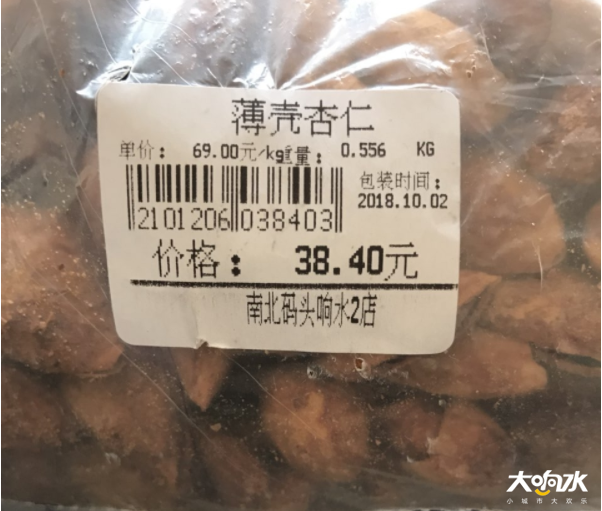 薄壳杏仁
单价: 69.00元/kg重量: 0.556 KG
包装时间:
2018.10.02
2101206038403
价格: 38.40元
南北码头响水2店
大响水
小城市大欢乐